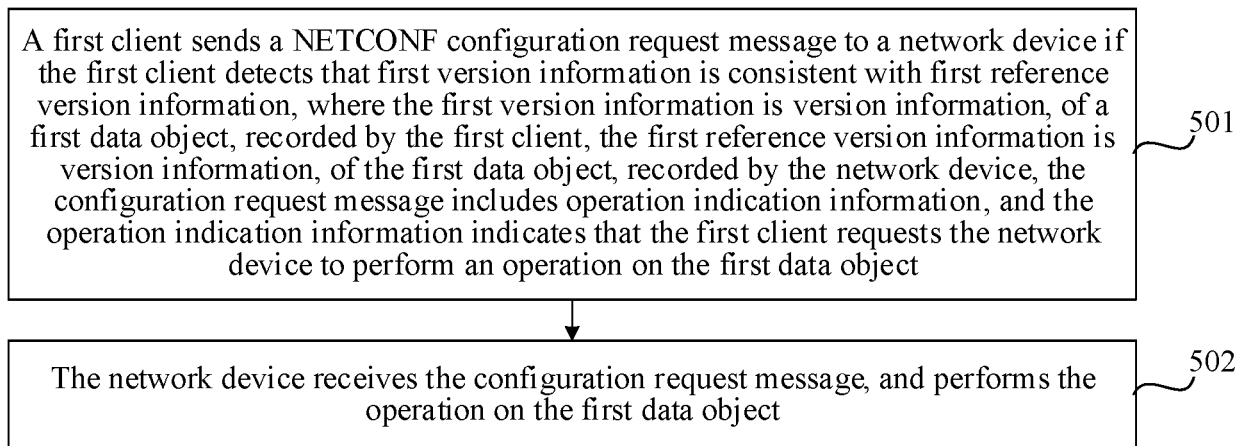 A first client sends a NETCONF configuration request message to a network device if
the first client detects that first version information is consistent with first reference
version information, where the first version information is version information, of a
first data object, recorded by the first client, the first reference version information is
version information, of the first data object, recorded by the network device, the
configuration request message includes operation indication information, and the
operation indication information indicates that the first client requests the network
device to perform an operation on the first data object
501
The network device receives the configuration request message, and performs the
operation on the first data object
502